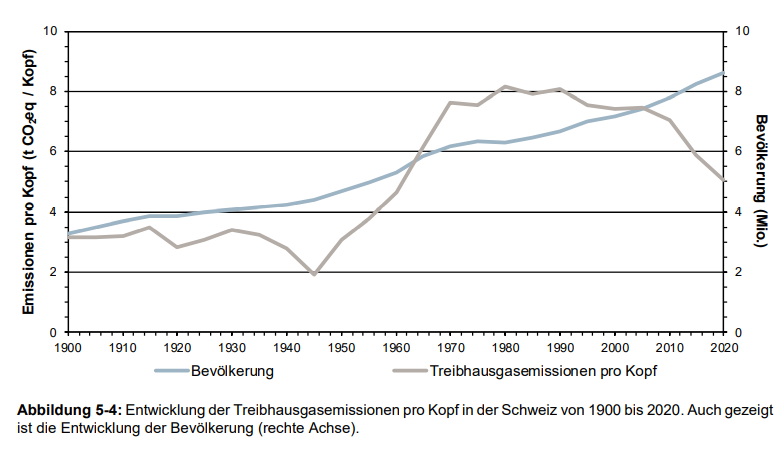 10 10
8 8
6 6
4 4
2 2
0 0
Emissionen pro Kopf (t CO2eq / Kopf)
Bevölkerung (Mio.)
1900 1910 1920 1930 1940 1950 1960 1970 1980 1990 2000 2010 2020
Bevölkerung Treibhausgasemissionen pro Kopf
Abbildung 5-4: Entwicklung der Treibhausgasemissionen pro Kopf in der Schweiz von 1900 bis 2020. Auch gezeigt
ist die Entwicklung der Bevölkerung (rechte Achse).